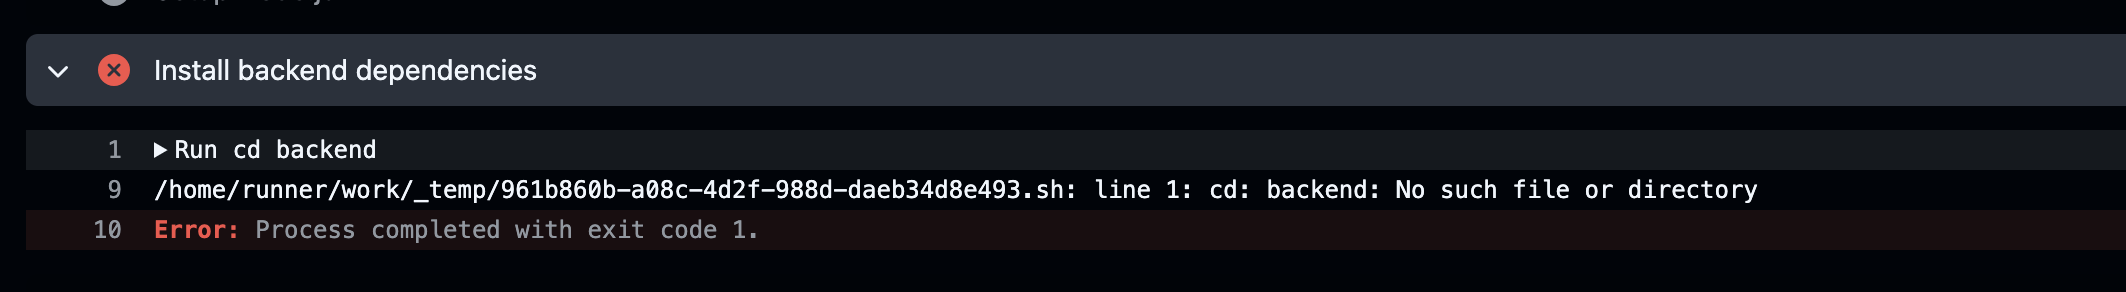 Install backend dependencies
1 Run cd backend
9 /home/runner/work/_temp/961b860b-a08c-4d2f-988d-daeb34d8e493.sh: line 1: cd: backend: No such file or directory
10 Error: Process completed with exit code 1.